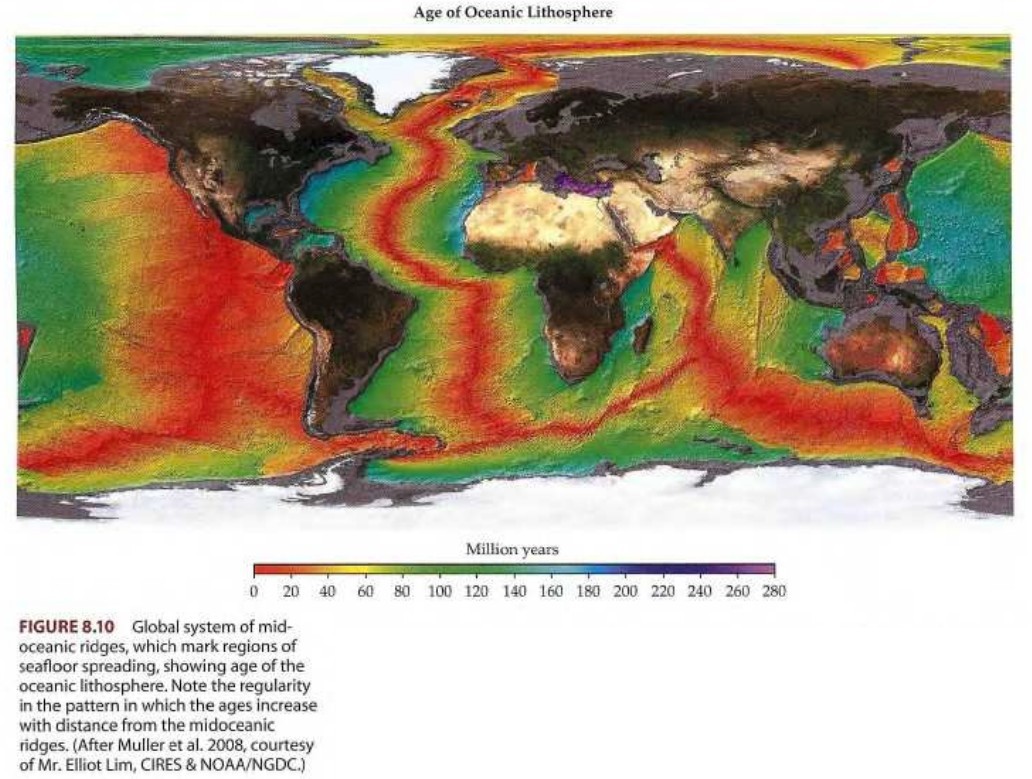 Age of Oceanic Lithosphere
Million years
0 20 40 60 80 100 120 140 160 180 200 220 240 260 280
FIGURE 8.10 Global system of mid-
oceanic ridges, which mark regions of
seafloor spreading, showing age of the
oceanic lithosphere. Note the regularity
in the pattern in which the ages increase
with distance from the midoceanic
ridges. (After Muller et al. 2008, courtesy
of Mr. Elliot Lim, CIRES & NOAA/NGDC.)